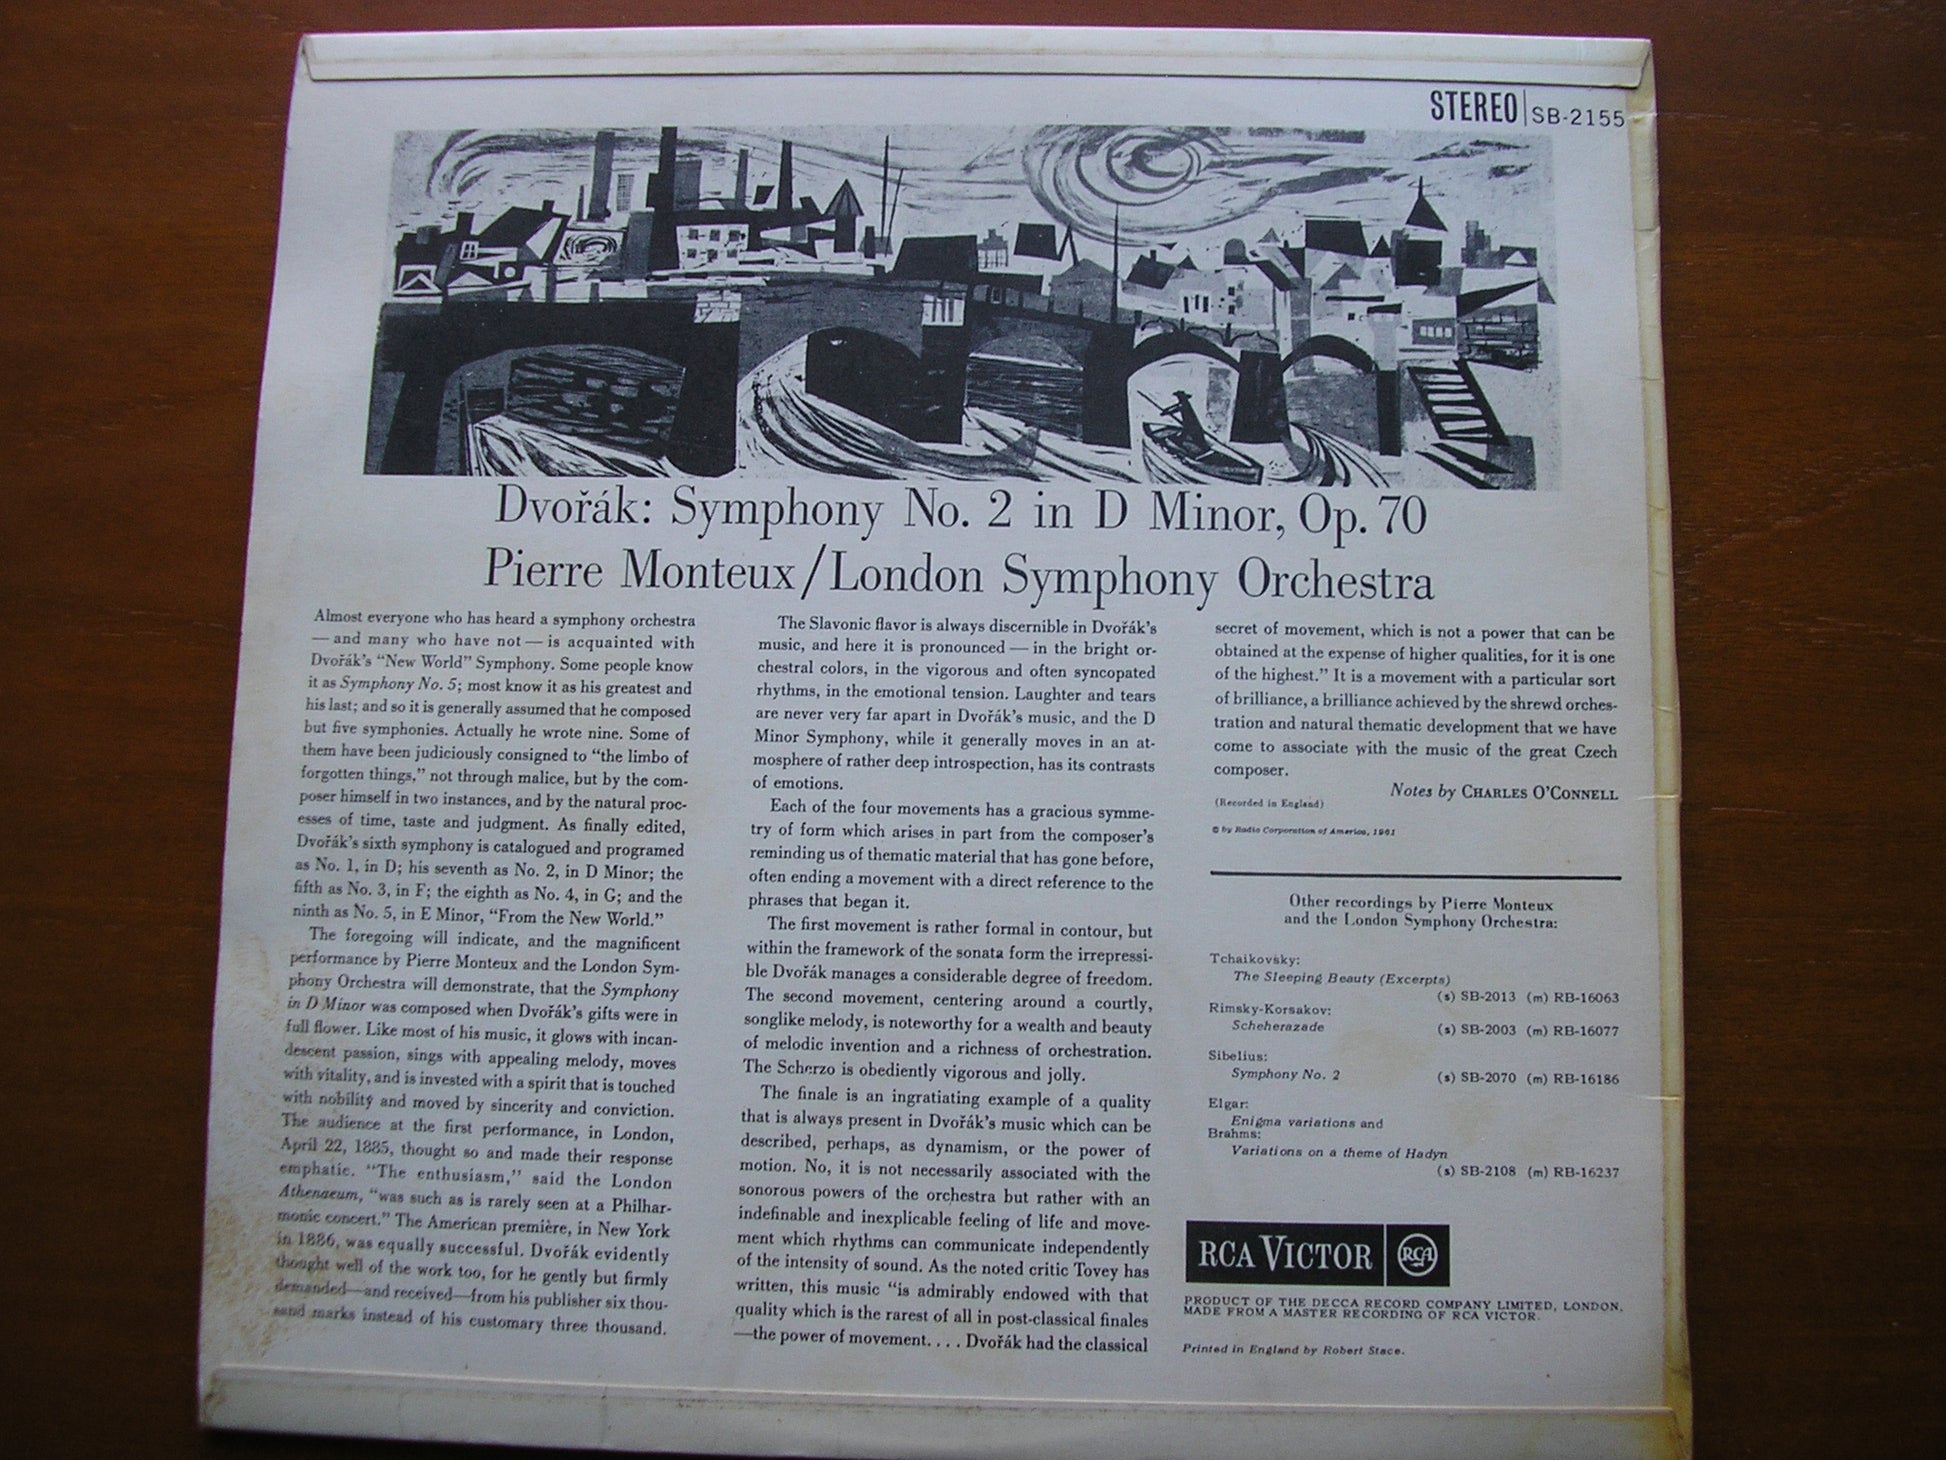 STEREO SB-2155
Dvořák: Symphony No. 2 in D Minor, Op. 70
Pierre Monteux/London Symphony Orchestra
Almost everyone who has heard a symphony orchestra
— and many who have not — is acquainted with
Dvořák's "New World" Symphony. Some people know
it as Symphony No. 5; most know it as his greatest and
his last; and so it is generally assumed that he composed
but five symphonies. Actually he wrote nine. Some of
them have been judiciously consigned to "the limbo of
forgotten things," not through malice, but by the com-
poser himself in two instances, and by the natural proc-
esses of time, taste and judgment. As finally edited,
Dvořák's sixth symphony is catalogued and programed
as No. 1, in D; his seventh as No. 2, in D Minor; the
fifth as No. 3, in F; the eighth as No. 4, in G; and the
ninth as No. 5, in E Minor, "From the New World."
The foregoing will indicate, and the magnificent
performance by Pierre Monteux and the London Sym-
phony Orchestra will demonstrate, that the Symphony
in D Minor was composed when Dvořák's gifts were in
full flower. Like most of his music, it glows with incan-
descent passion, sings with appealing melody, moves
with vitality, and is invested with a spirit that is touched
with nobility and moved by sincerity and conviction.
The audience at the first performance, in London,
April 22, 1885, thought so and made their response
emphatic. "The enthusiasm," said the London
Athenaeum, "was such as is rarely seen at a Philhar-
monic concert." The American première, in New York
in 1886, was equally successful. Dvořák evidently
thought well of the work too, for he gently but firmly
demanded—and received—from his publisher six thou-
sand marks instead of his customary three thousand.
The Slavonic flavor is always discernible in Dvořák's
music, and here it is pronounced — in the bright or-
chestral colors, in the vigorous and often syncopated
rhythms, in the emotional tension. Laughter and tears
are never very far apart in Dvořák's music, and the D
Minor Symphony, while it generally moves in an at-
mosphere of rather deep introspection, has its contrasts
of emotions.
Each of the four movements has a gracious symme-
try of form which arises in part from the composer's
reminding us of thematic material that has gone before,
often ending a movement with a direct reference to the
phrases that began it.
The first movement is rather formal in contour, but
within the framework of the sonata form the irrepressi-
ble Dvořák manages a considerable degree of freedom.
The second movement, centering around a courtly,
songlike melody, is noteworthy for a wealth and beauty
of melodic invention and a richness of orchestration.
The Scherzo is obediently vigorous and jolly.
The finale is an ingratiating example of a quality
that is always present in Dvořák's music which can be
described, perhaps, as dynamism, or the power of
motion. No, it is not necessarily associated with the
sonorous powers of the orchestra but rather with an
indefinable and inexplicable feeling of life and move-
ment which rhythms can communicate independently
of the intensity of sound. As the noted critic Tovey has
written, this music "is admirably endowed with that
quality which is the rarest of all in post-classical finales
—the power of movement. . . . Dvořák had the classical
secret of movement, which is not a power that can be
obtained at the expense of higher qualities, for it is one
of the highest." It is a movement with a particular sort
of brilliance, a brilliance achieved by the shrewd orches-
tration and natural thematic development that we have
come to associate with the music of the great Czech
composer.
Notes by CHARLES O'CONNELL
(Recorded in England)
© by Radio Corporation of America, 1961
Other recordings by Pierre Monteux
and the London Symphony Orchestra:
Tchaikovsky:
The Sleeping Beauty (Excerpts)
(s) SB-2013 (m) RB-16063
Rimsky-Korsakov:
Scheherazade (s) SB-2003 (m) RB-16077
Sibelius:
Symphony No. 2 (s) SB-2070 (m) RB-16186
Elgar:
Enigma variations and
Brahms:
Variations on a theme of Hadyn
(s) SB-2108 (m) RB-16237
RCA VICTOR RCA
PRODUCT OF THE DECCA RECORD COMPANY LIMITED, LONDON.
MADE FROM A MASTER RECORDING OF RCA VICTOR.
Printed in England by Robert Stace.